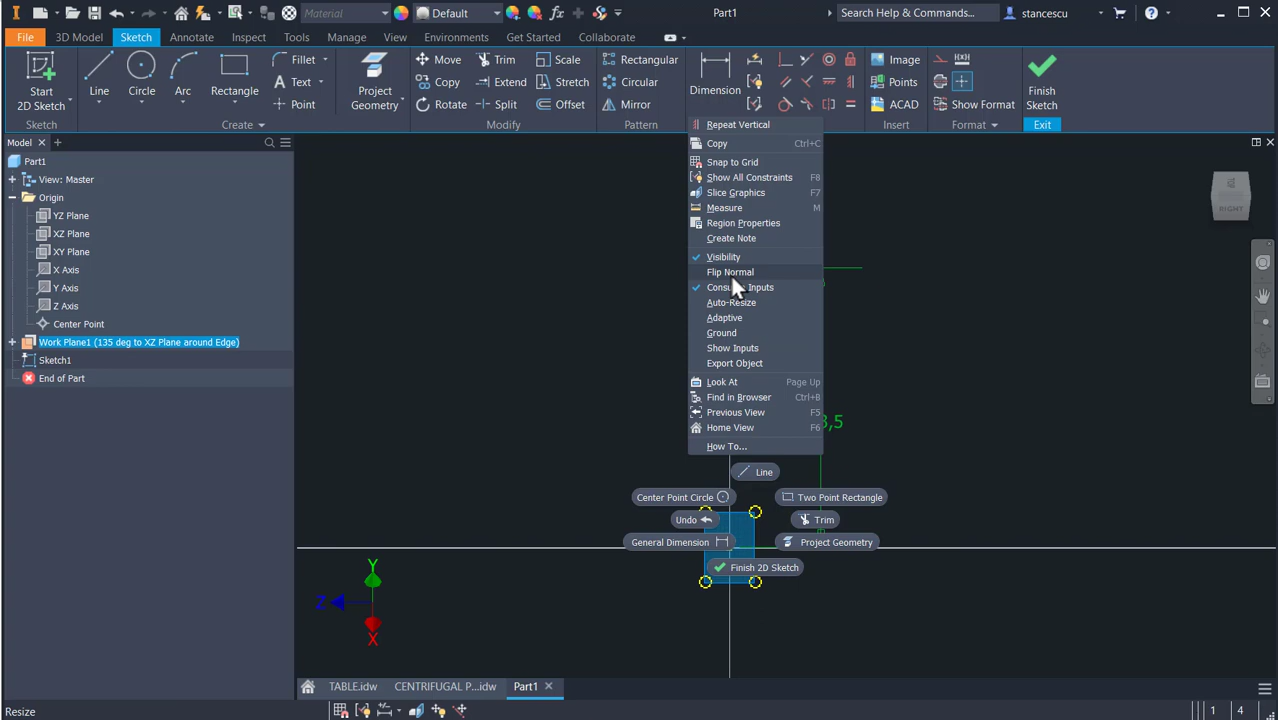 Material
Default
Part1
Search Help & Commands...
stancescu
File
3D Model
Sketch
Annotate
Inspect
Tools
Manage
View
Environments
Get Started
Collaborate
Start
2D Sketch
Line
Circle
Arc
Rectangle
Fillet
Text
Point
Project
Geometry
Move
Copy
Rotate
Trim
Extend
Split
Scale
Stretch
Offset
Rectangular
Circular
Mirror
Dimension
Image
Points
ACAD
Show Format
Finish
Sketch
Sketch
Create
Modify
Pattern
Insert
Format
Exit
Model
Part1
View: Master
Origin
YZ Plane
XZ Plane
XY Plane
X Axis
Y Axis
Z Axis
Center Point
Work Plane1 (135 deg to XZ Plane around Edge)
Sketch1
End of Part
Repeat Vertical
Copy Ctrl+C
Snap to Grid
Show All Constraints F8
Slice Graphics F7
Measure M
Region Properties
Create Note
Visibility
Flip Normal
Inputs
Auto-Resize
Adaptive
Ground
Show Inputs
Export Object
Look At Page Up
Find in Browser Ctrl+B
Previous View F5
Home View F6
How To...
RIGHT
3,5
Line
Center Point Circle
Two Point Rectangle
Undo
Trim
General Dimension
Project Geometry
Finish 2D Sketch
Y
Z
X
TABLE.idw
CENTRIFUGAL P...idw
Part1
Resize
1
4